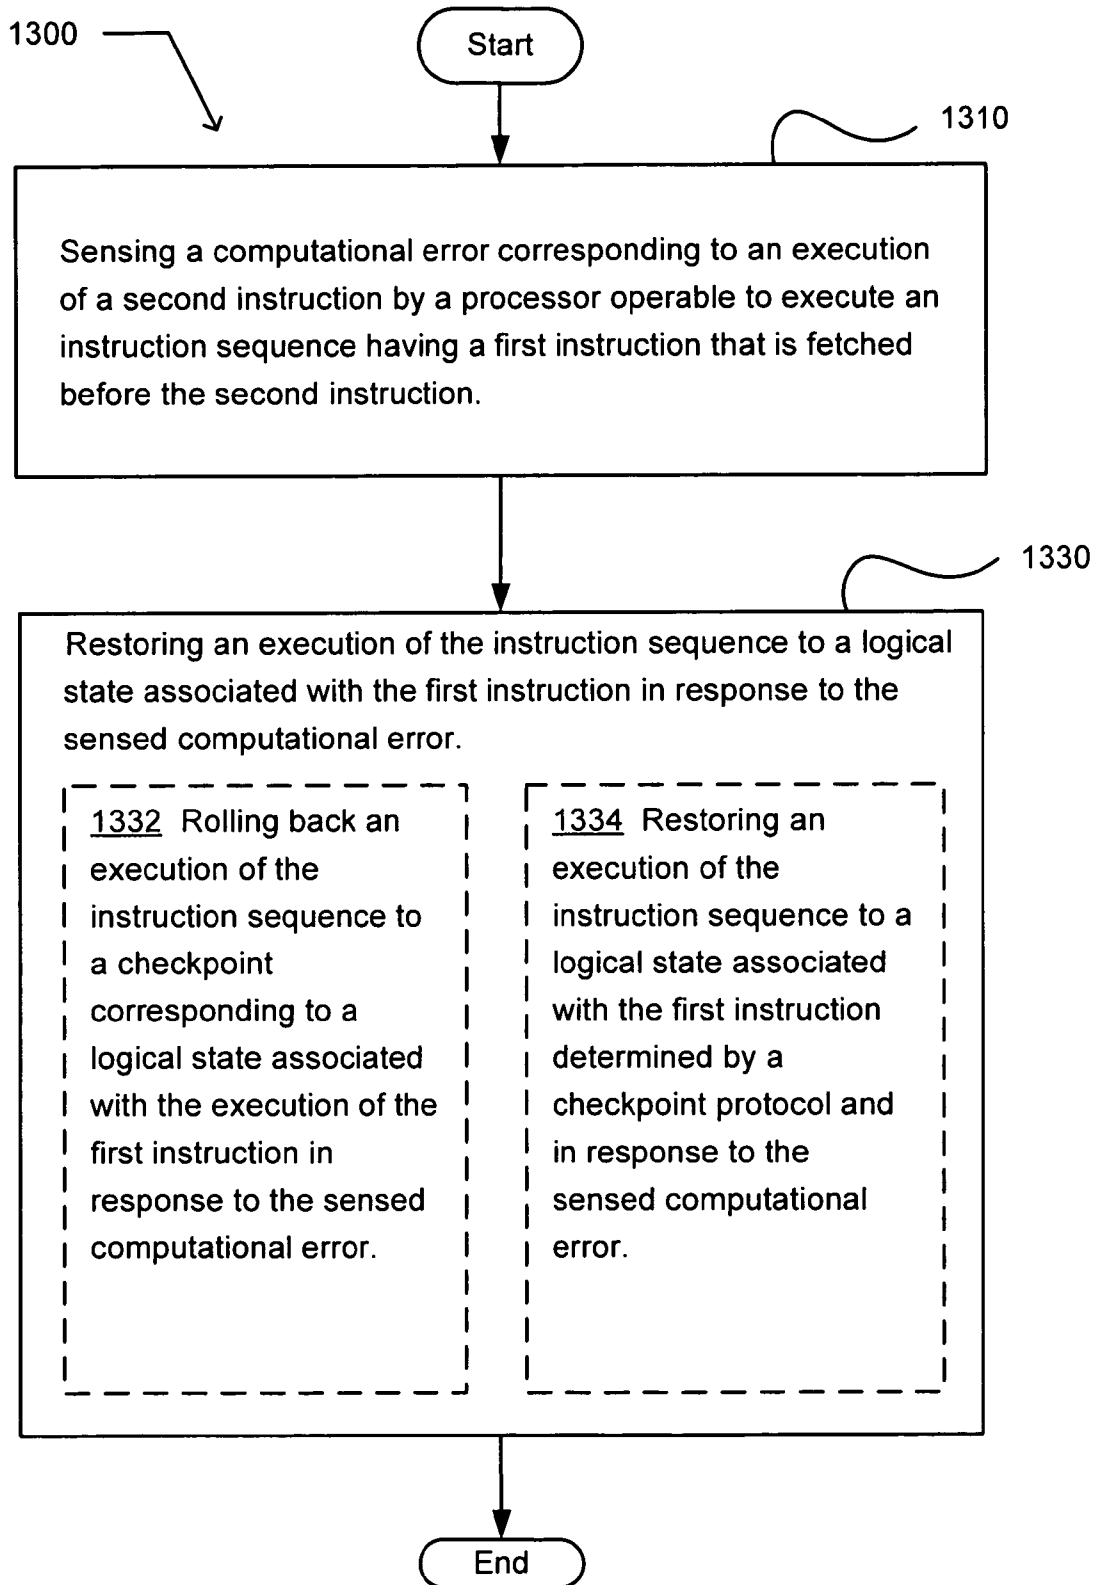 1300
Start
1310
Sensing a computational error corresponding to an execution
of a second instruction by a processor operable to execute an
instruction sequence having a first instruction that is fetched
before the second instruction.
1330
Restoring an execution of the instruction sequence to a logical
state associated with the first instruction in response to the
sensed computational error.
1332 Rolling back an
execution of the
instruction sequence to
a checkpoint
corresponding to a
logical state associated
with the execution of the
first instruction in
response to the sensed
computational error.
1334 Restoring an
execution of the
instruction sequence to a
logical state associated
with the first instruction
determined by a
checkpoint protocol and
in response to the
sensed computational
error.
End